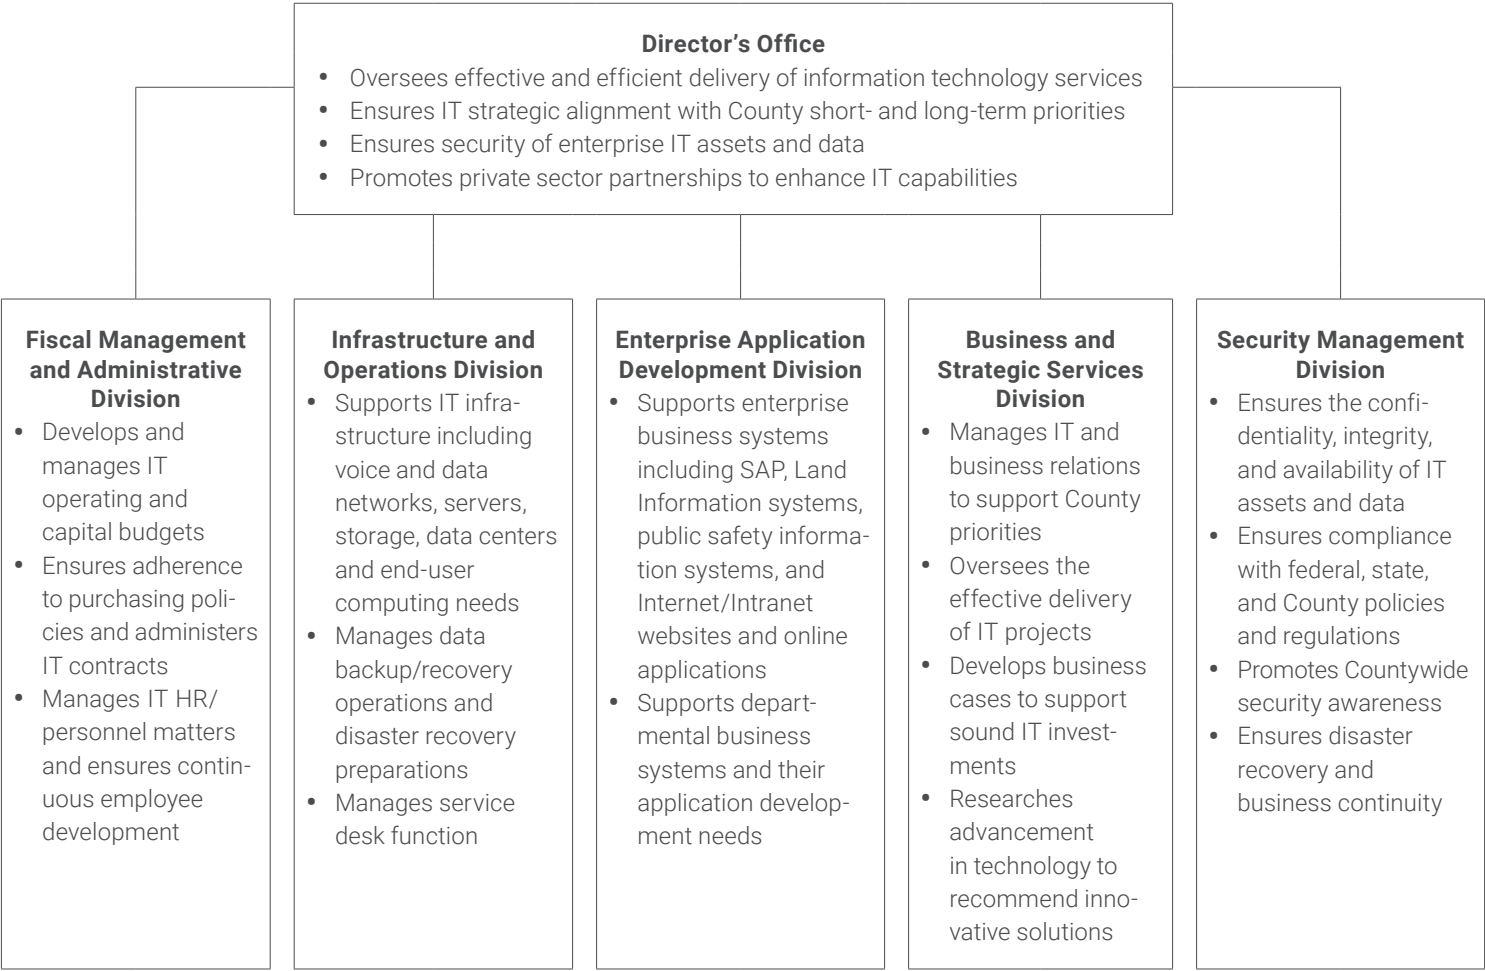 Director’s Office
• Oversees effective and efficient delivery of information technology services
• Ensures IT strategic alignment with County short- and long-term priorities
• Ensures security of enterprise IT assets and data
• Promotes private sector partnerships to enhance IT capabilities
Fiscal Management
and Administrative
Division
• Develops and
manages IT
operating and
capital budgets
• Ensures adherence
to purchasing poli-
cies and administers
IT contracts
• Manages IT HR/
personnel matters
and ensures contin-
uous employee
development
Infrastructure and
Operations Division
• Supports IT infra-
structure including
voice and data
networks, servers,
storage, data centers
and end-user
computing needs
• Manages data
backup/recovery
operations and
disaster recovery
preparations
• Manages service
desk function
Enterprise Application
Development Division
• Supports enterprise
business systems
including SAP, Land
Information systems,
public safety informa-
tion systems, and
Internet/Intranet
websites and online
applications
• Supports depart-
mental business
systems and their
application develop-
ment needs
Business and
Strategic Services
Division
• Manages IT and
business relations
to support County
priorities
• Oversees the
effective delivery
of IT projects
• Develops business
cases to support
sound IT invest-
ments
• Researches
advancement
in technology to
recommend inno-
vative solutions
Security Management
Division
• Ensures the confi-
dentiality, integrity,
and availability of IT
assets and data
• Ensures compliance
with federal, state,
and County policies
and regulations
• Promotes Countywide
security awareness
• Ensures disaster
recovery and
business continuity